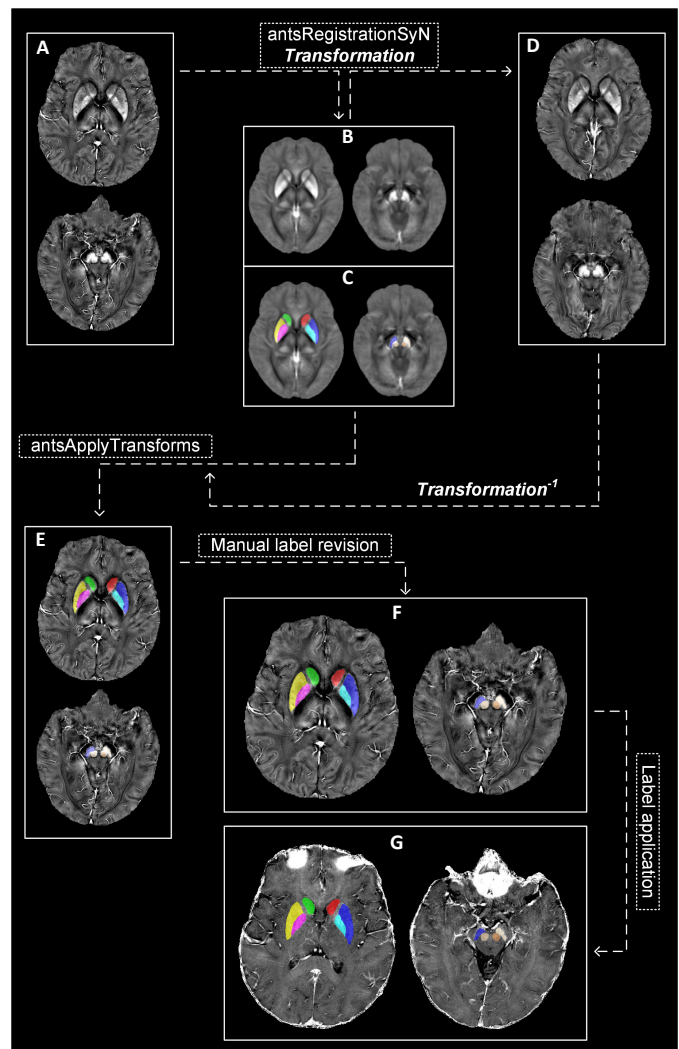 antsRegistrationSyN
Transformation
A
D
B
C
antsApplyTransforms
Transformation-1
E
Manual label revision
F
Label application
G